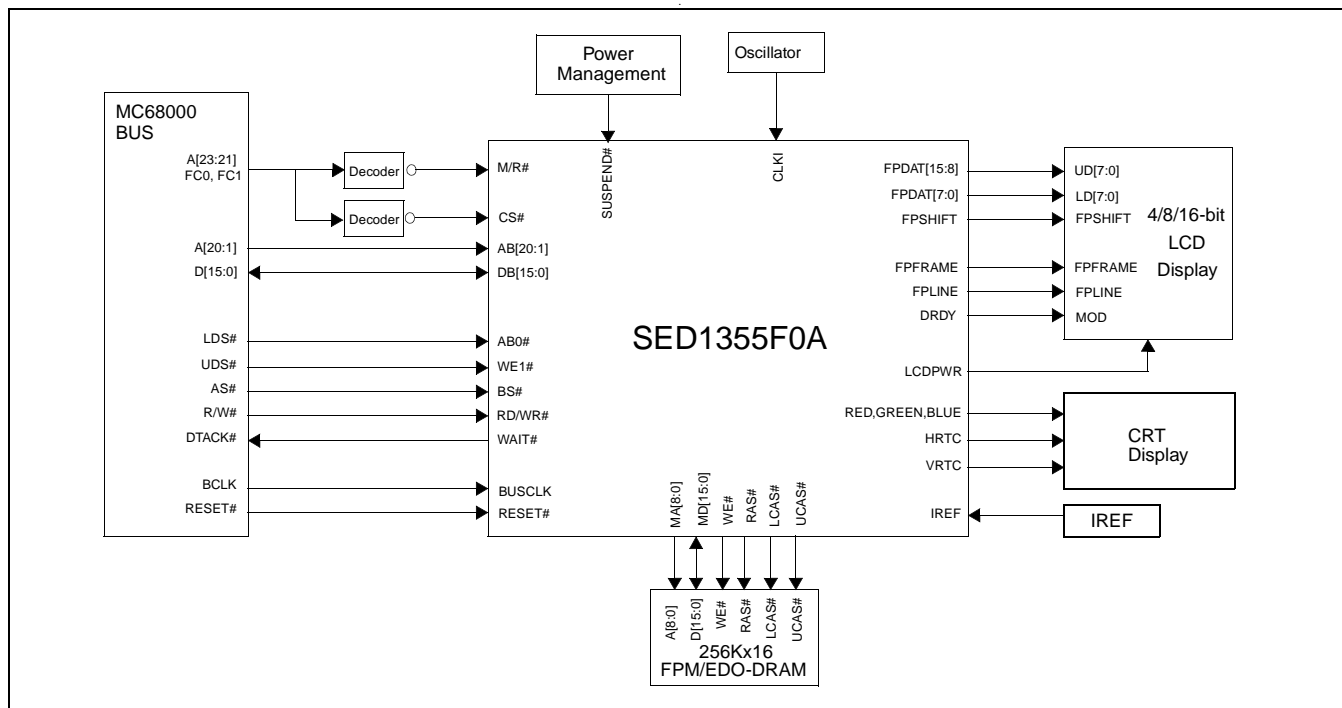 Power
Management
Oscillator
MC68000
BUS
A[23:21]
FC0, FC1
Decoder
M/R#
SUSPEND#
CLKI
FPDAT[15:8]
UD[7:0]
FPDAT[7:0]
LD[7:0]
Decoder
CS#
FPSHIFT
FPSHIFT
4/8/16-bit
LCD
Display
A[20:1]
AB[20:1]
D[15:0]
DB[15:0]
FPFRAME
FPFRAME
FPLINE
FPLINE
DRDY
MOD
SED1355F0A
LDS#
AB0#
UDS#
WE1#
AS#
BS#
LCDPWR
R/W#
RD/WR#
RED,GREEN,BLUE
DTACK#
WAIT#
HRTC
VRTC
CRT
Display
BCLK
BUSCLK
RESET#
RESET#
MA[8:0]
MD[15:0]
WE#
RAS#
LCAS#
UCAS#
IREF
IREF
A[8:0]
D[15:0]
WE#
RAS#
LCAS#
UCAS#
256Kx16
FPM/EDO-DRAM